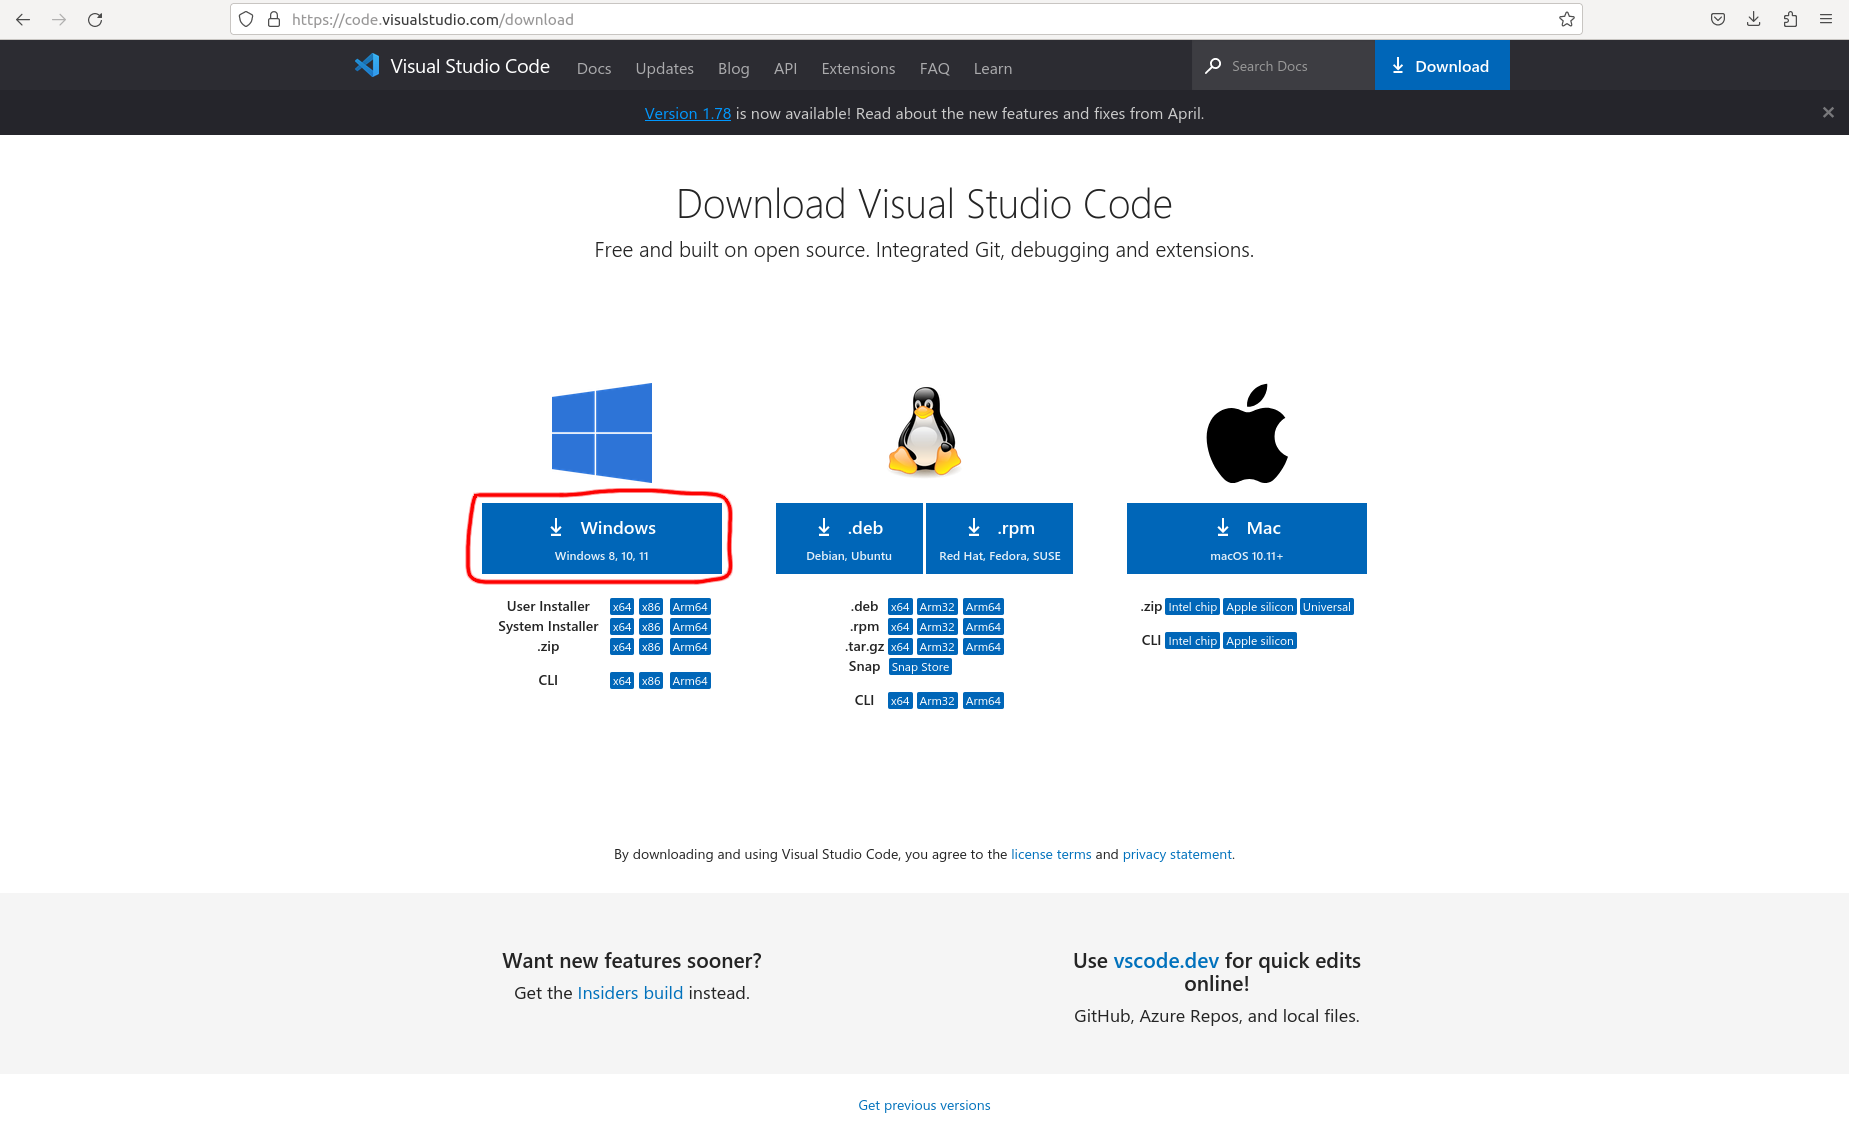 https://code.visualstudio.com/download
Visual Studio Code Docs Updates Blog API Extensions FAQ Learn Search Docs Download
Version 1.78 is now available! Read about the new features and fixes from April.
Download Visual Studio Code
Free and built on open source. Integrated Git, debugging and extensions.
Windows
Windows 8, 10, 11
User Installer x64 x86 Arm64
System Installer x64 x86 Arm64
.zip x64 x86 Arm64
CLI x64 x86 Arm64
.deb
Debian, Ubuntu
.rpm
Red Hat, Fedora, SUSE
.deb x64 Arm32 Arm64
.rpm x64 Arm32 Arm64
.tar.gz x64 Arm32 Arm64
Snap Snap Store
CLI x64 Arm32 Arm64
Mac
macOS 10.11+
.zip Intel chip Apple silicon Universal
CLI Intel chip Apple silicon
By downloading and using Visual Studio Code, you agree to the license terms and privacy statement.
Want new features sooner?
Get the Insiders build instead.
Use vscode.dev for quick edits
online!
GitHub, Azure Repos, and local files.
Get previous versions